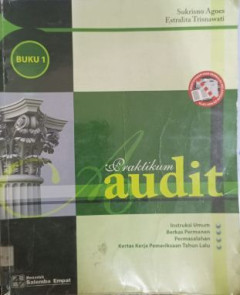 Sukrisno Agoes
Estralita Trisnawati
BUKU 1
Praktikum
audit
Instruksi Umum
Berkas Permanen
Permasalahan
Kertas Kerja Pemeriksaan Tahun Lalu
Salemba Empat